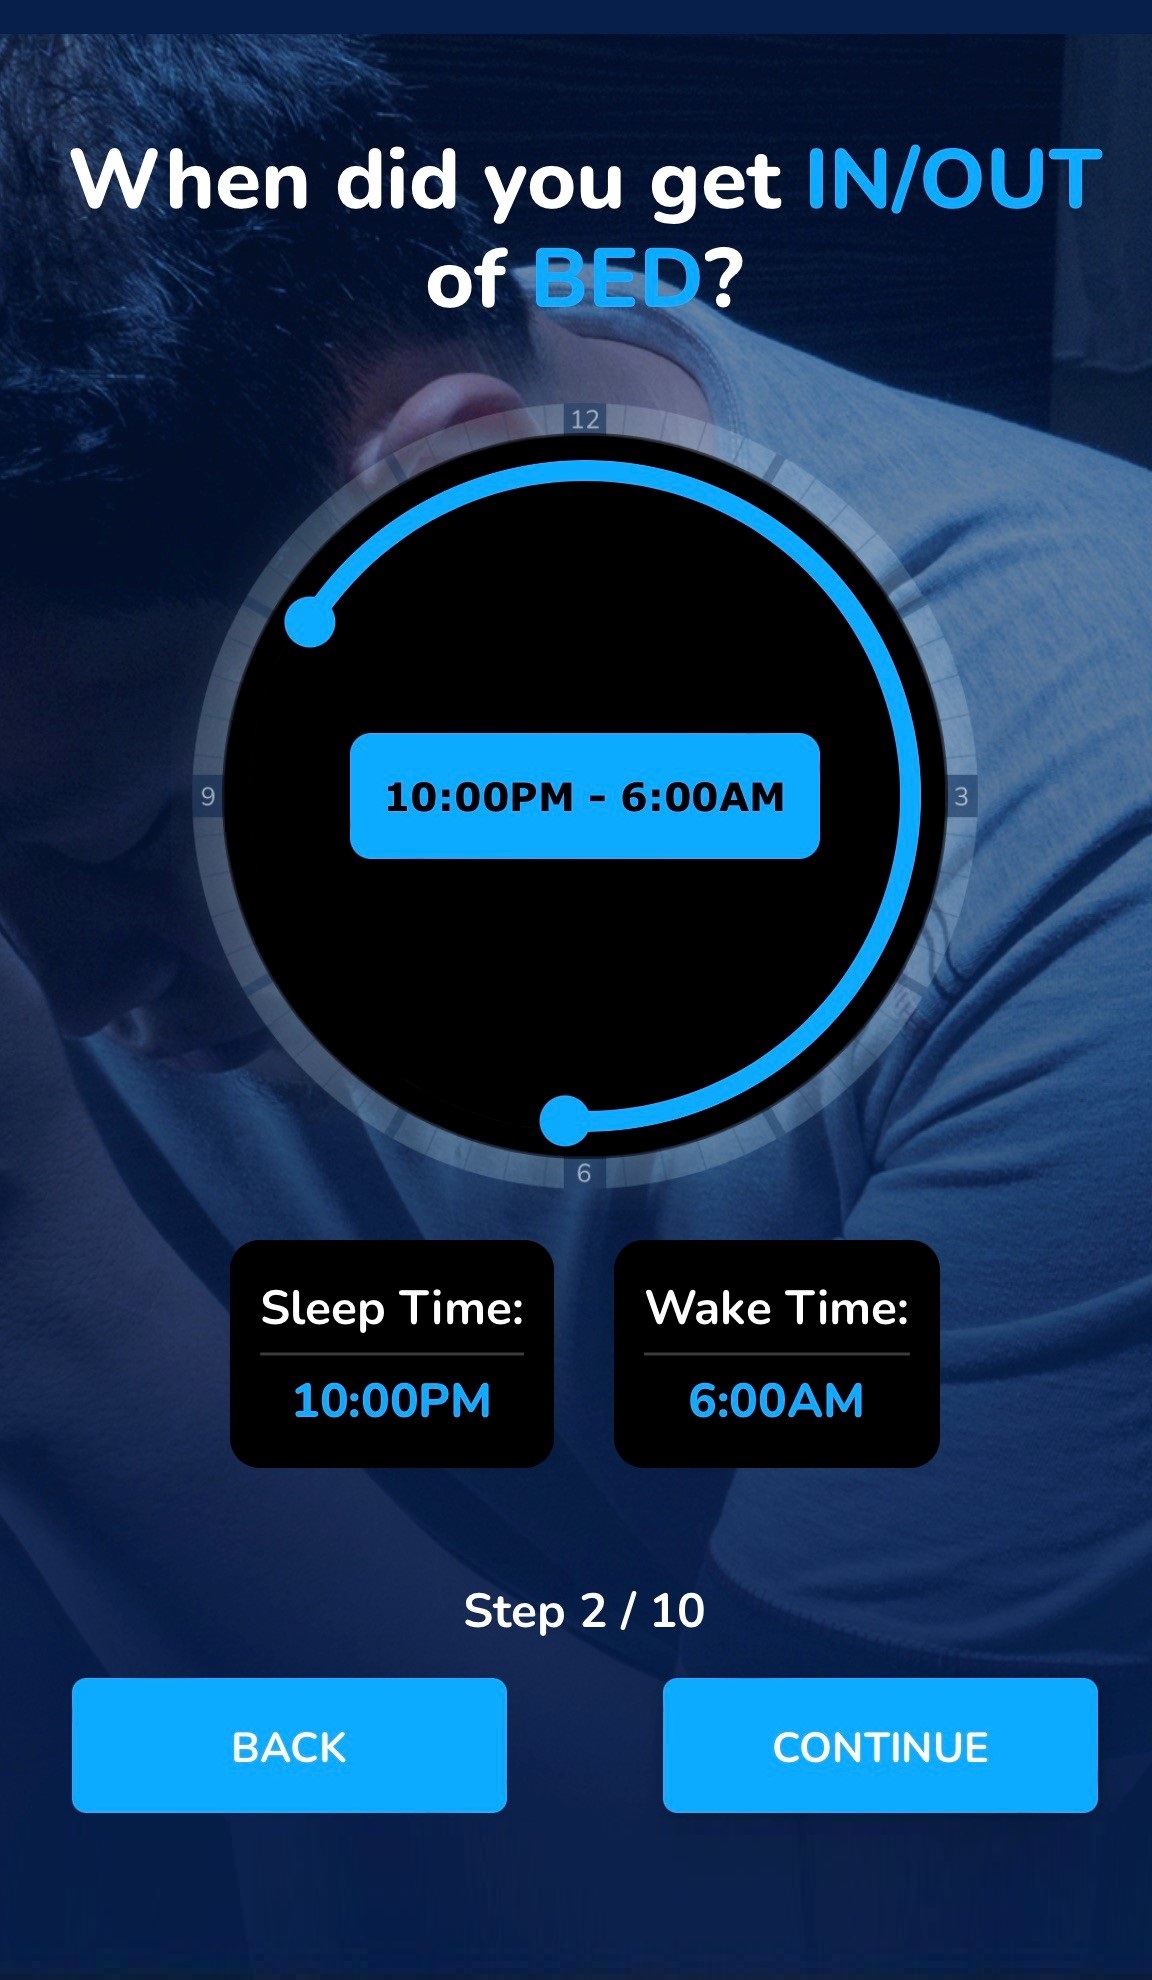 When did you get IN/OUT
of BED?
12
9
10:00PM - 6:00AM
3
6
Sleep Time:
10:00PM
Wake Time:
6:00AM
Step 2 / 10
BACK
CONTINUE